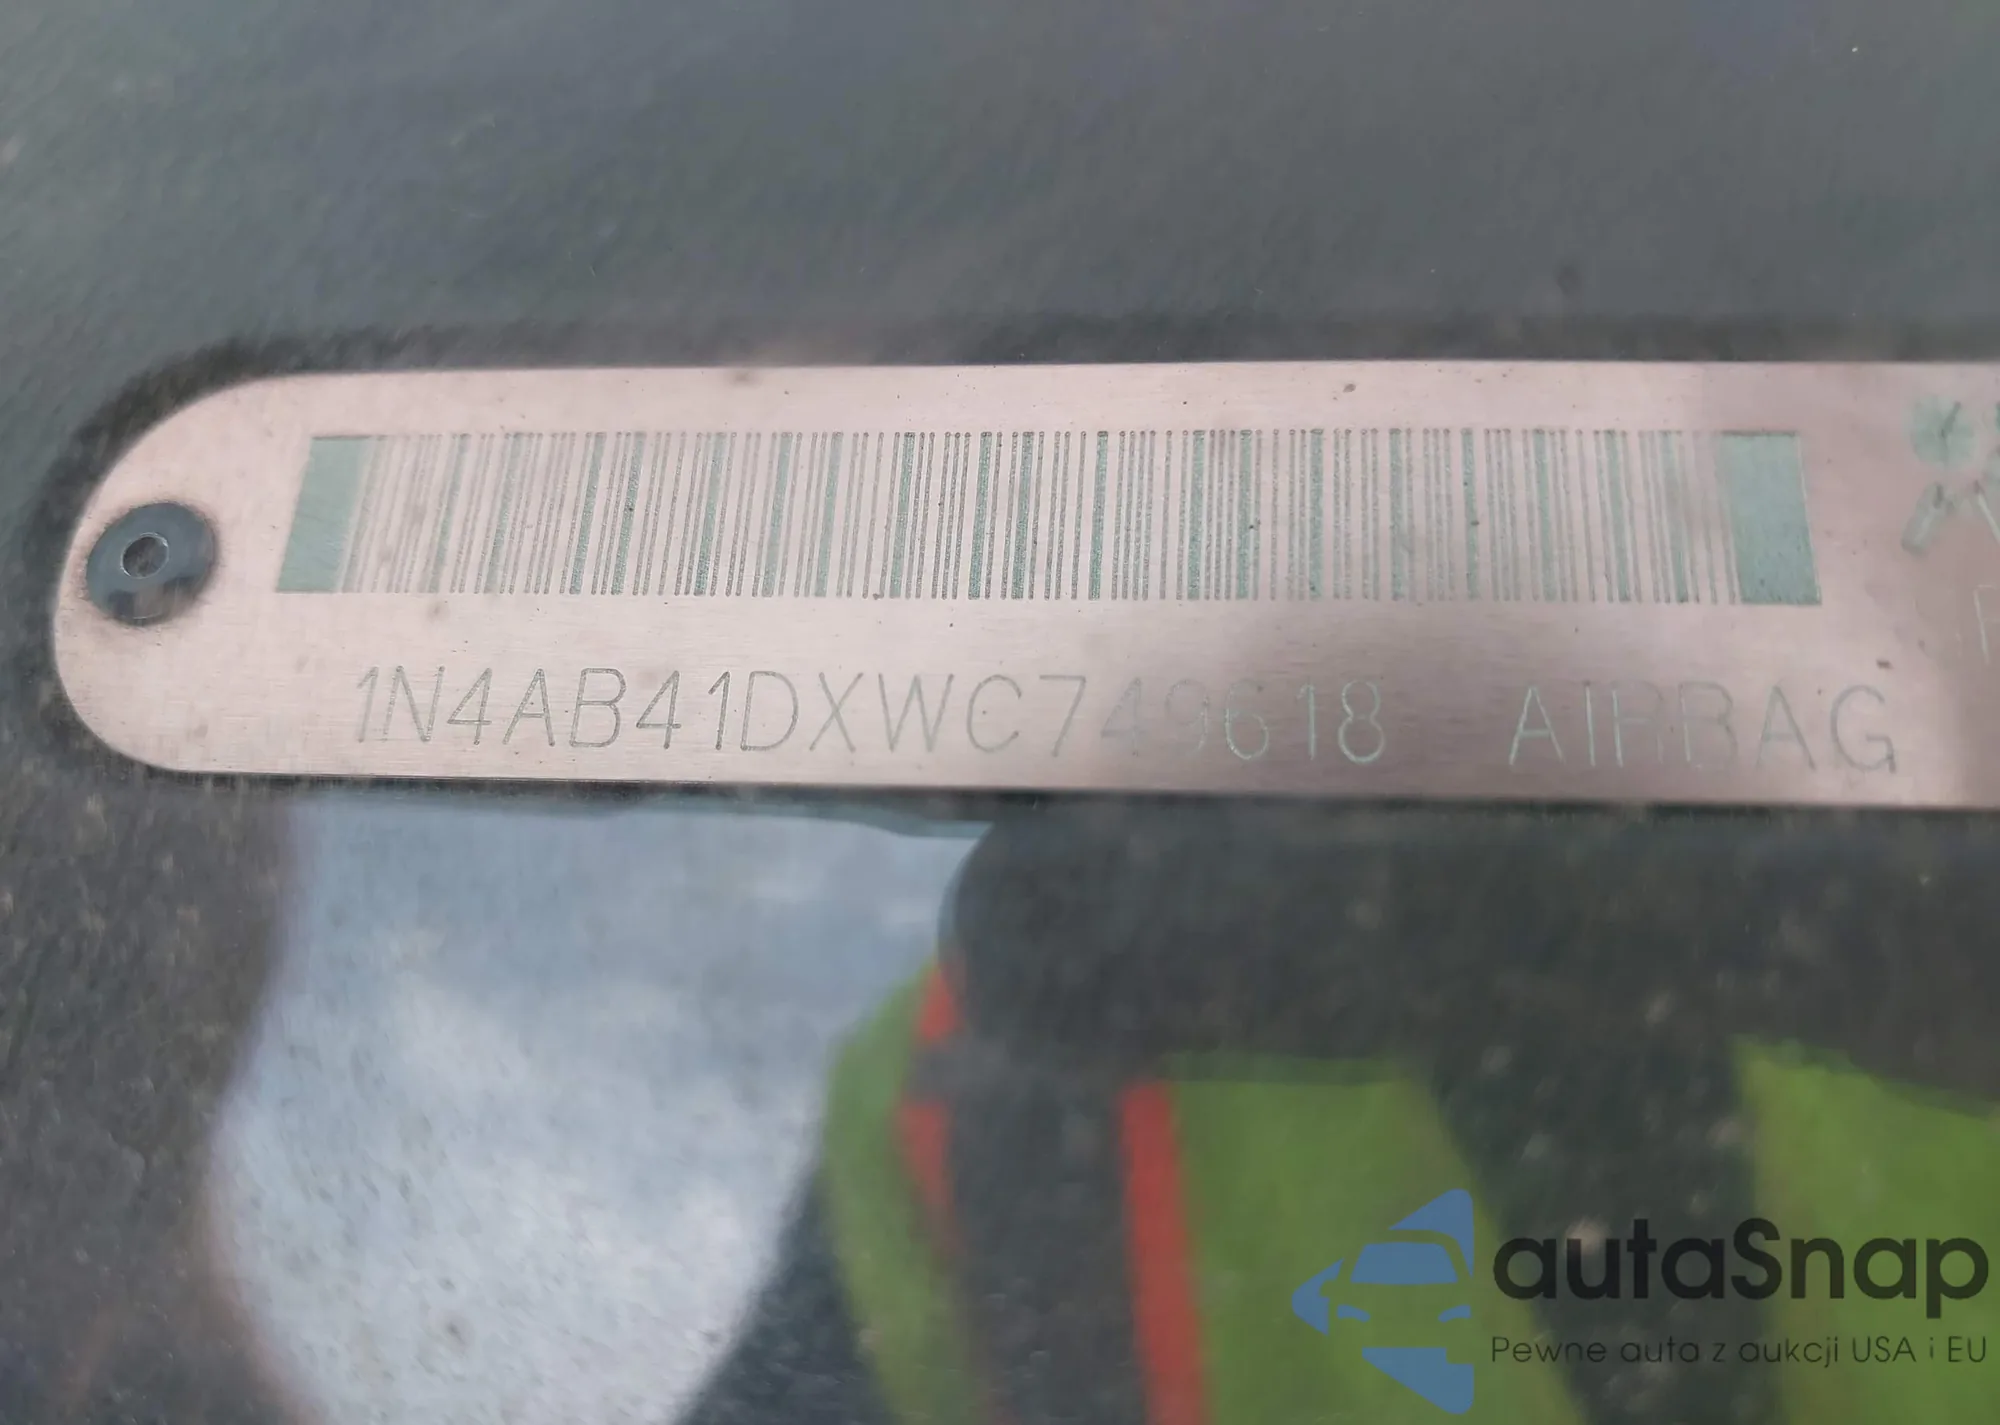 1N4AB41DXWC749618 AIRBAG
autaSnap
Pewne auta z aukcji USA i EU